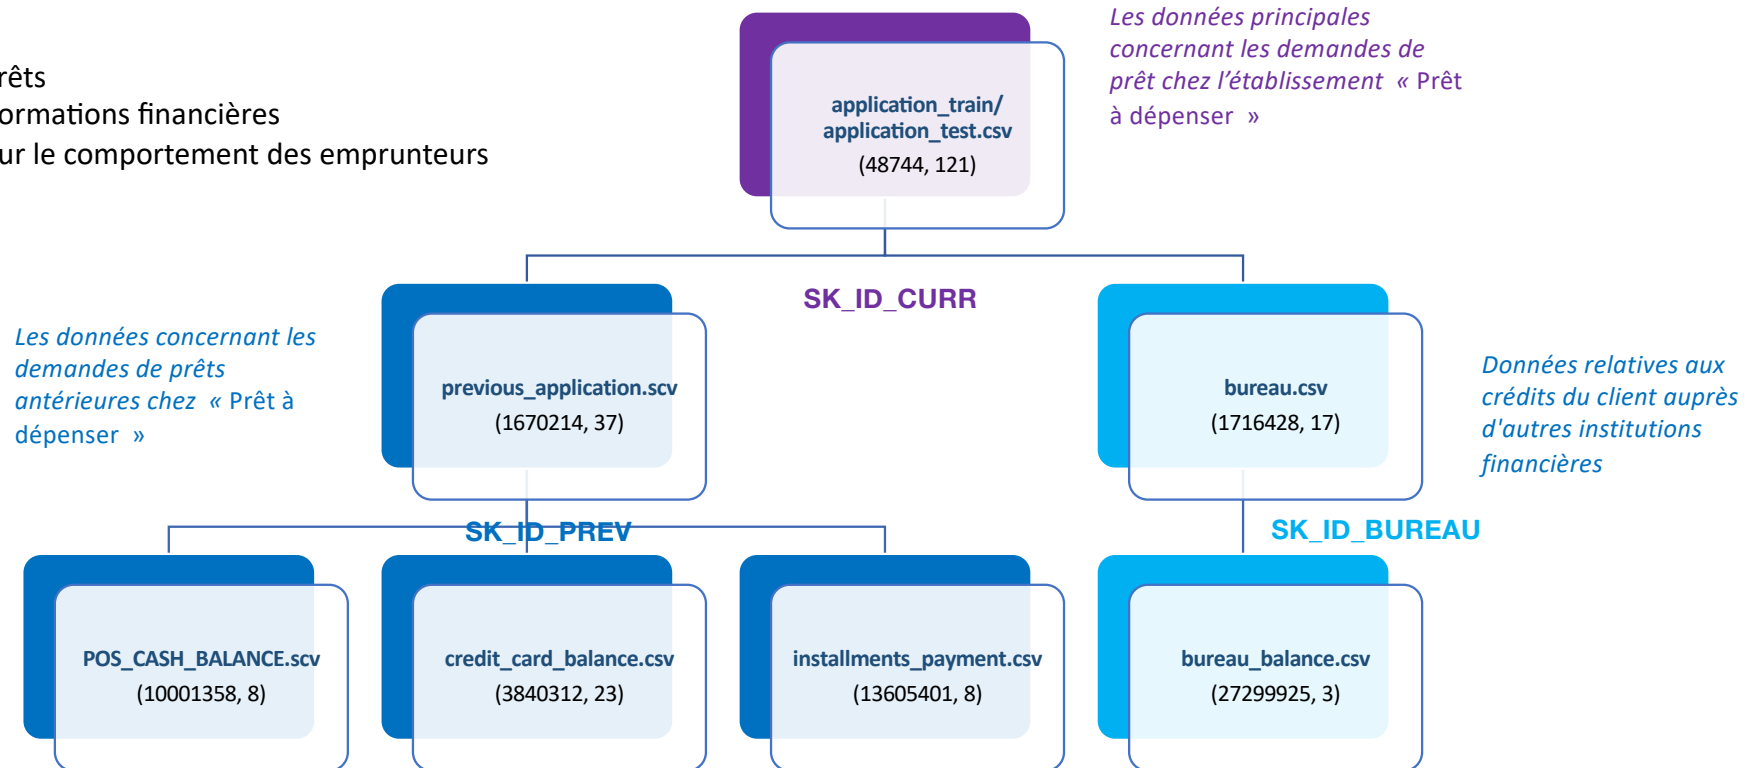 rêts
ormations financières
ur le comportement des emprunteurs
Les données principales
concernant les demandes de
prêt chez l’établissement « Prêt
à dépenser »
application_train/
application_test.csv
(48744, 121)
SK_ID_CURR
Les données concernant les
demandes de prêts
antérieures chez « Prêt à
dépenser »
previous_application.scv
(1670214, 37)
bureau.csv
(1716428, 17)
Données relatives aux
crédits du client auprès
d'autres institutions
financières
SK_ID_PREV
SK_ID_BUREAU
POS_CASH_BALANCE.scv
(10001358, 8)
credit_card_balance.csv
(3840312, 23)
installments_payment.csv
(13605401, 8)
bureau_balance.csv
(27299925, 3)